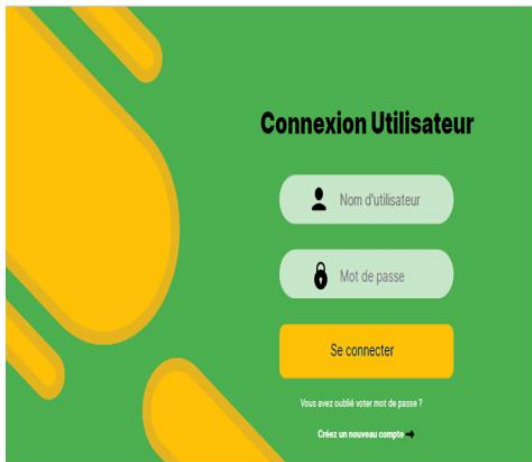 Connexion Utilisateur
Nom d'utilisateur
Mot de passe
Se connecter
Vous avez oublié voter mot de passe ?
Créez un nouveau compte